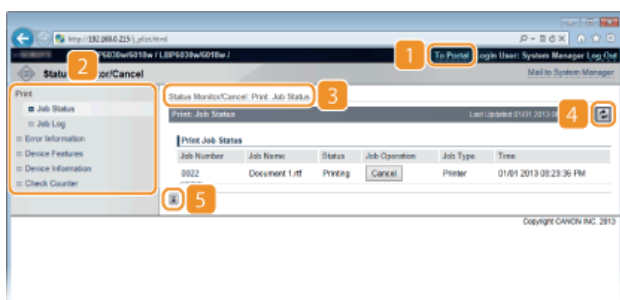 http://192.168.0.215/_plist.html
P6030w/6018w / LBP6030w/6018w /
1
To Portal
Login User: System Manager Log Out
2
Status Monitor/Cancel
Mail to System Manager
Print
Job Status
Job Log
Error Information
Device Features
Device Information
Check Counter
Status Monitor/Cancel: Print: Job Status
3
Print: Job Status
Last Updated 01/01 2013 08
4
Print Job Status
Job Number Job Name Status Job Operation Job Type Time
0022 Document 1.rtf Printing Cancel Printer 01/01 2013 08:23:36 PM
5
Copyright CANON INC. 2013